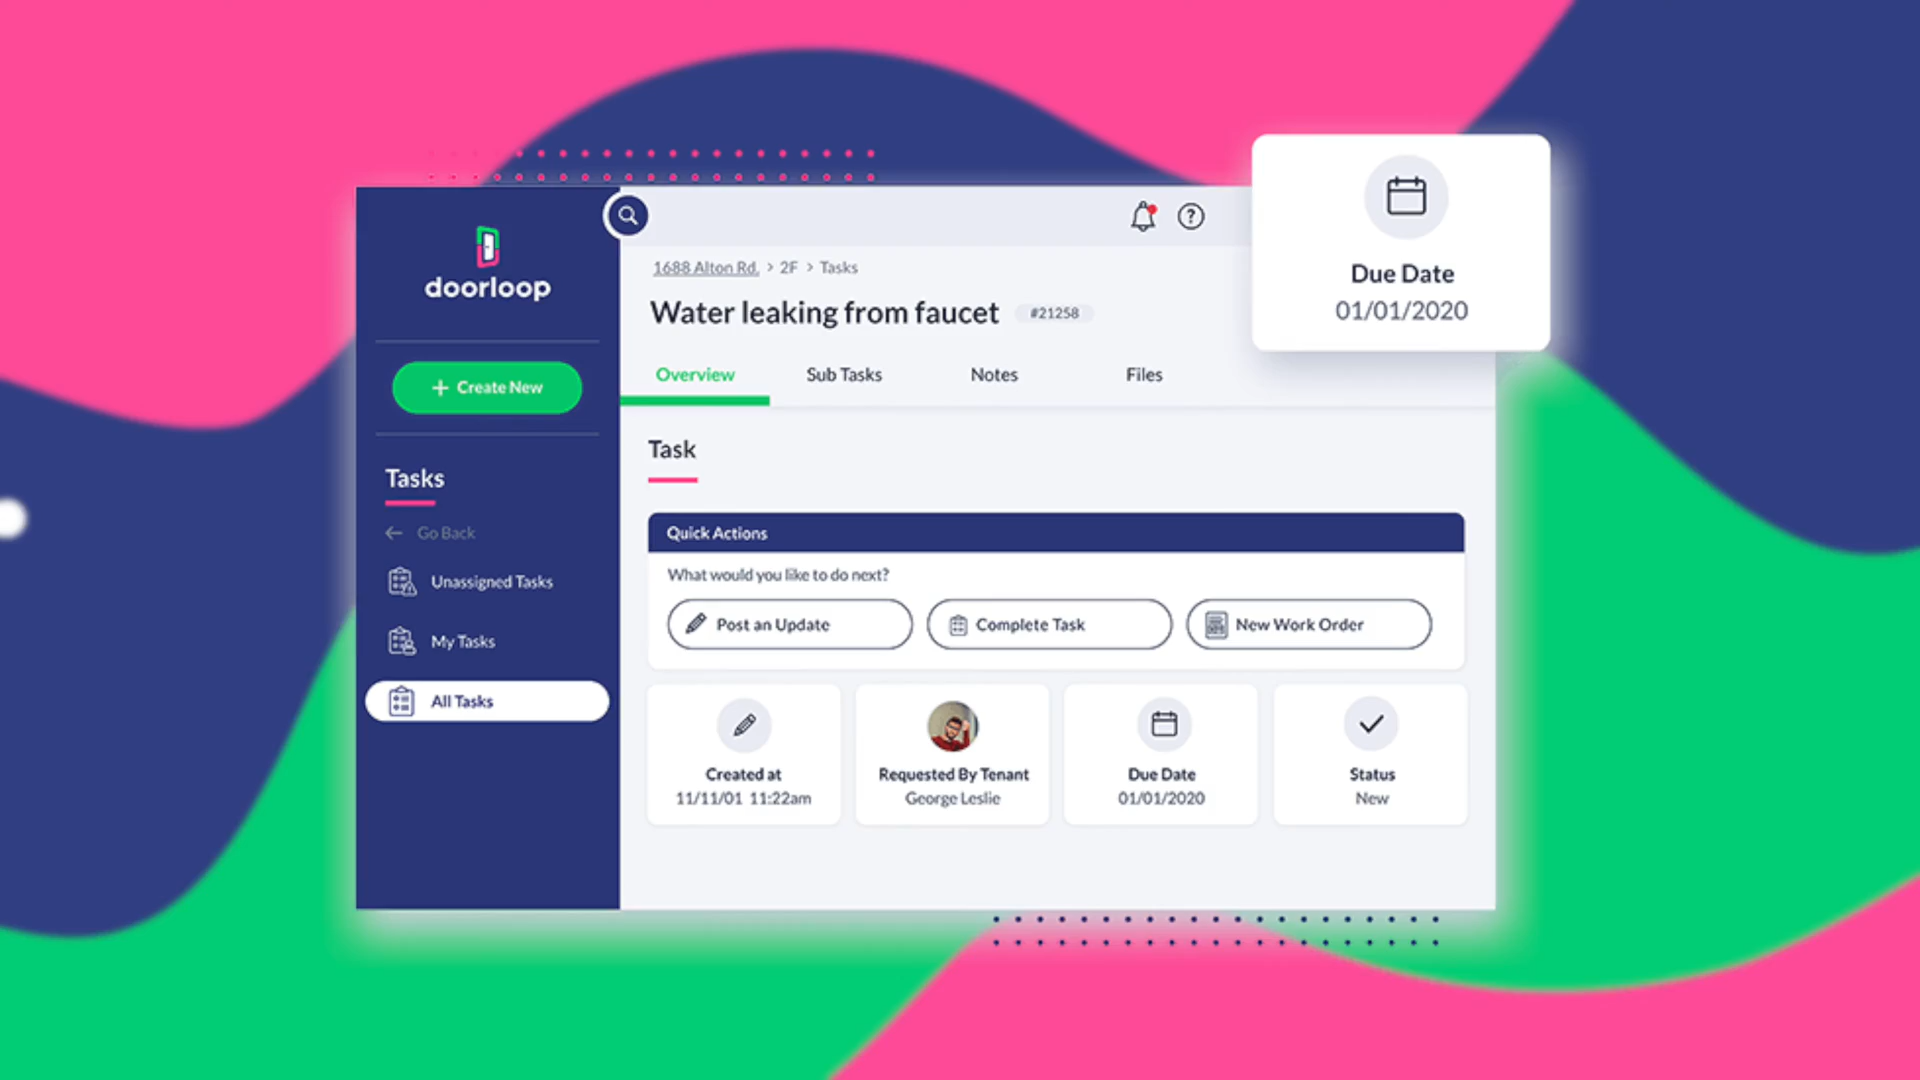 doorloop
+ Create New
Tasks
Go Back
Unassigned Tasks
My Tasks
All Tasks
1688 Alton Rd. > 2F > Tasks
Water leaking from faucet #21258
Overview Sub Tasks Notes Files
Task
Quick Actions
What would you like to do next?
Post an Update Complete Task New Work Order
Created at
11/11/01 11:22am
Requested By Tenant
George Leslie
Due Date
01/01/2020
Status
New
Due Date
01/01/2020